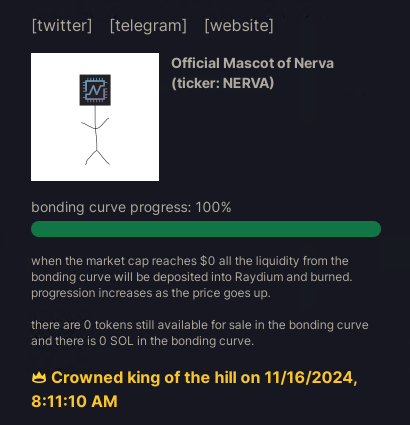 [twitter] [telegram] [website]
Official Mascot of Nerva
(ticker: NERVA)
bonding curve progress: 100%
when the market cap reaches $0 all the liquidity from the
bonding curve will be deposited into Raydium and burned.
progression increases as the price goes up.
there are 0 tokens still available for sale in the bonding curve
and there is 0 SOL in the bonding curve.
Crowned king of the hill on 11/16/2024,
8:11:10 AM